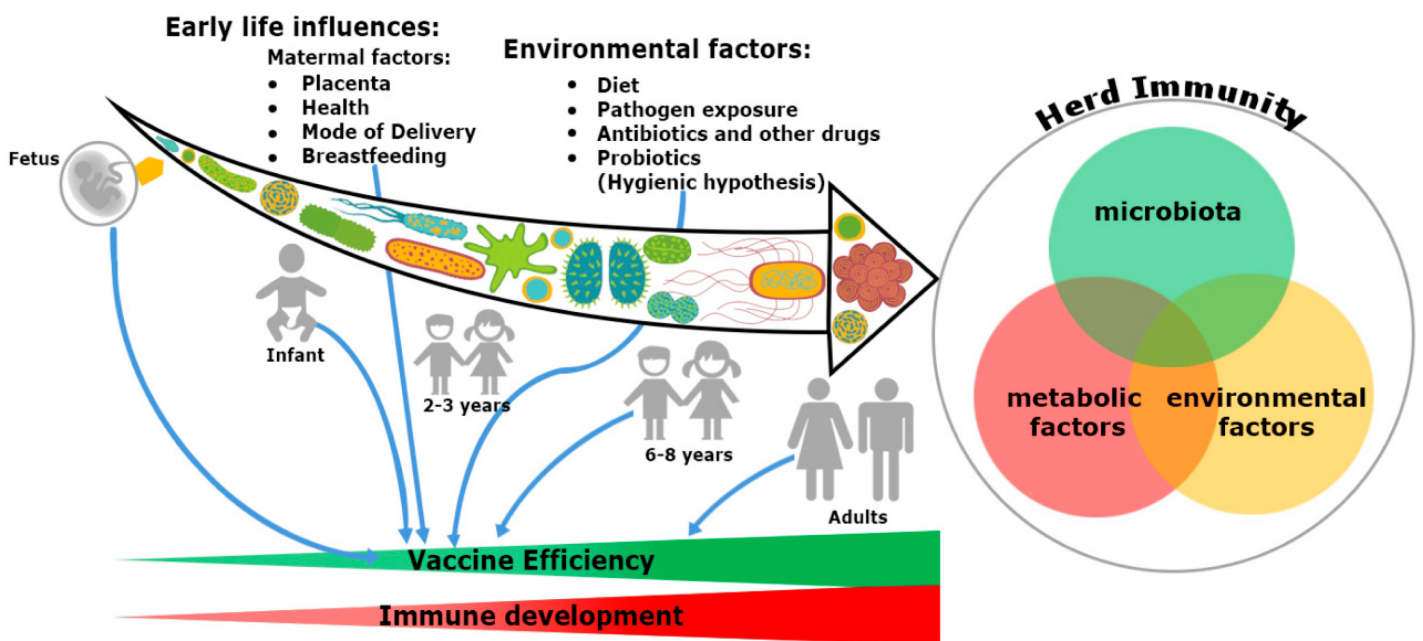 Early life influences:
Matermal factors:
• Placenta
• Health
• Mode of Delivery
• Breastfeeding
Environmental factors:
• Diet
• Pathogen exposure
• Antibiotics and other drugs
• Probiotics
(Hygienic hypothesis)
Fetus
Infant
2-3 years
6-8 years
Adults
Vaccine Efficiency
Immune development
Herd Immunity
microbiota
metabolic
factors
environmental
factors